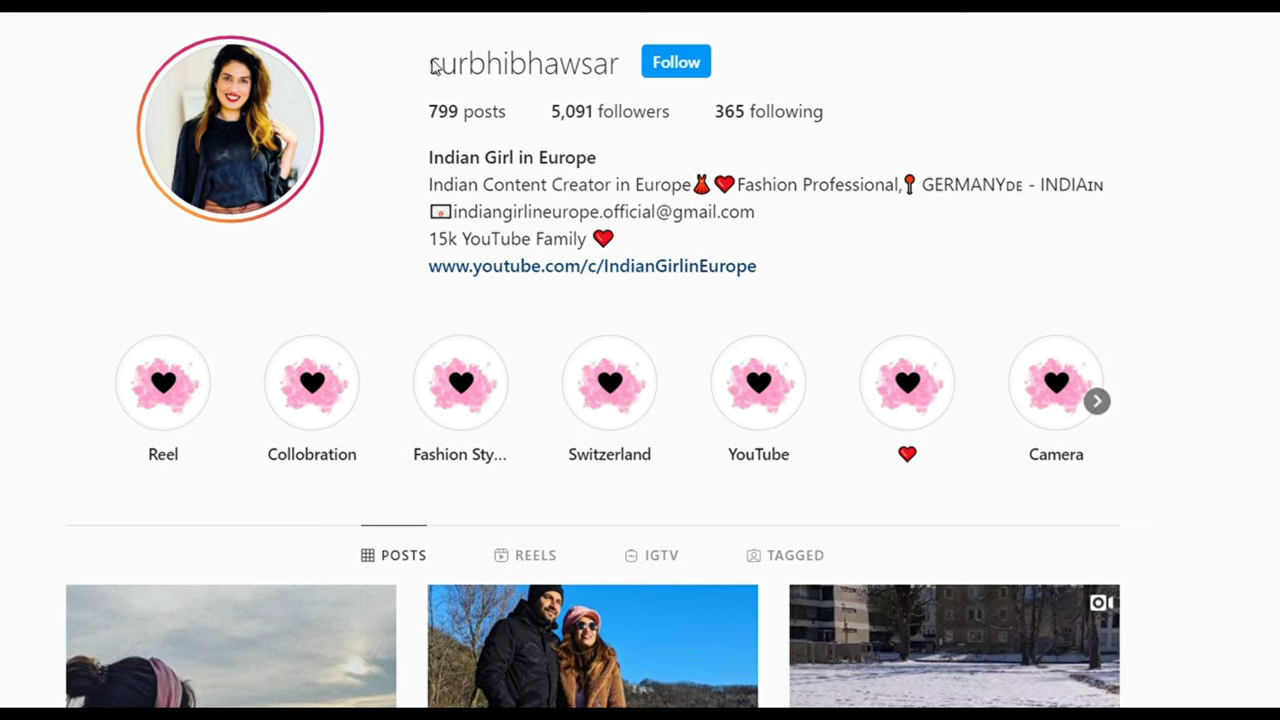 surbhibhawsar Follow
799 posts 5,091 followers 365 following
Indian Girl in Europe
Indian Content Creator in Europe👗❤️Fashion Professional,📍 GERMANYDE - INDIAIN
💌indiangirlineurope.official@gmail.com
15k YouTube Family ❤️
www.youtube.com/c/IndianGirlinEurope
Reel Collobration Fashion Sty... Switzerland YouTube ❤️ Camera
POSTS REELS IGTV TAGGED